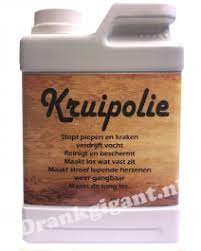 Kruipolie
Stopt piepen en kraken
verdrijft vocht
Reinigt en beschermt
Maakt los wat vast zit
Maakt stroef lopende hersenen
weer gangbaar
Maakt de tong los
Drankgigant.nl